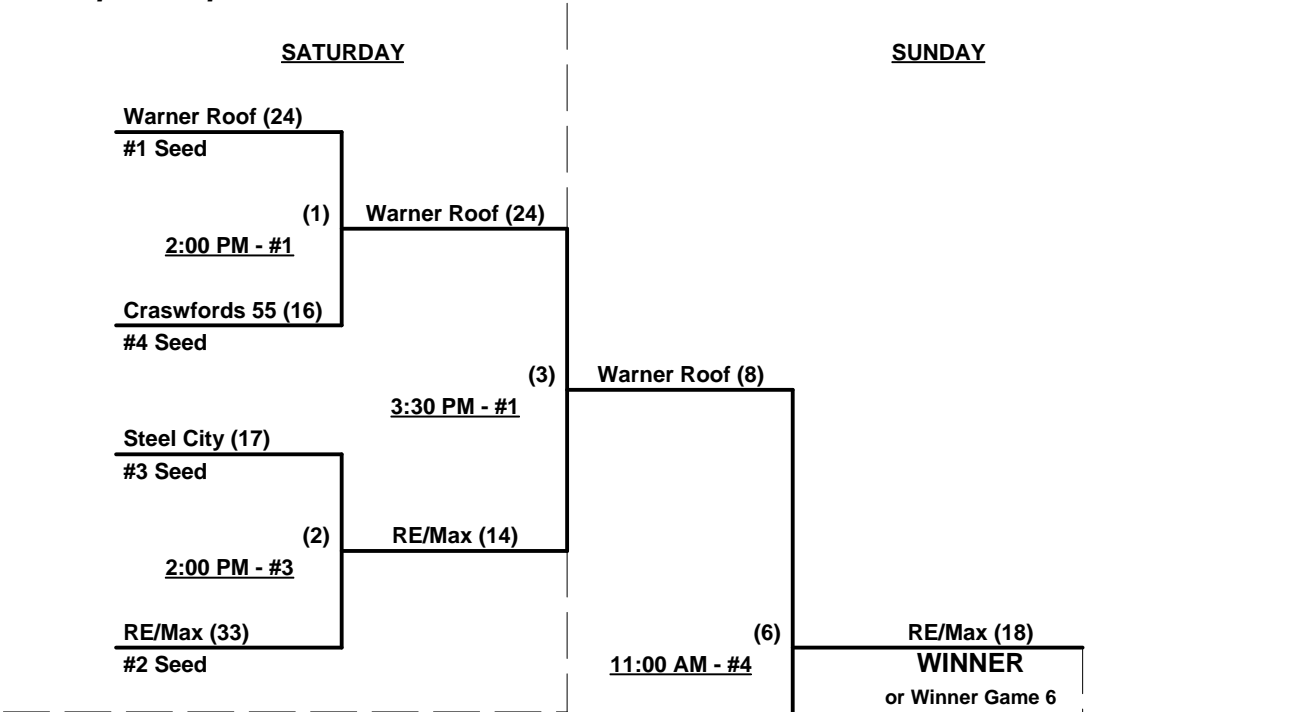 SATURDAY
SUNDAY
Warner Roof (24)
#1 Seed
(1)
Warner Roof (24)
2:00 PM - #1
Craswfords 55 (16)
#4 Seed
(3)
Warner Roof (8)
3:30 PM - #1
Steel City (17)
#3 Seed
(2)
RE/Max (14)
2:00 PM - #3
RE/Max (33)
(6)
RE/Max (18)
#2 Seed
11:00 AM - #4
WINNER
or Winner Game 6